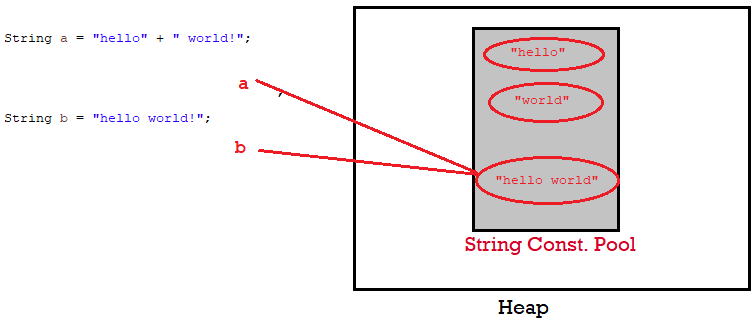 String a = "hello" + " world!";
a
,
String b = "hello world!";
b
"hello"
"world"
"hello world"
String Const. Pool
Heap